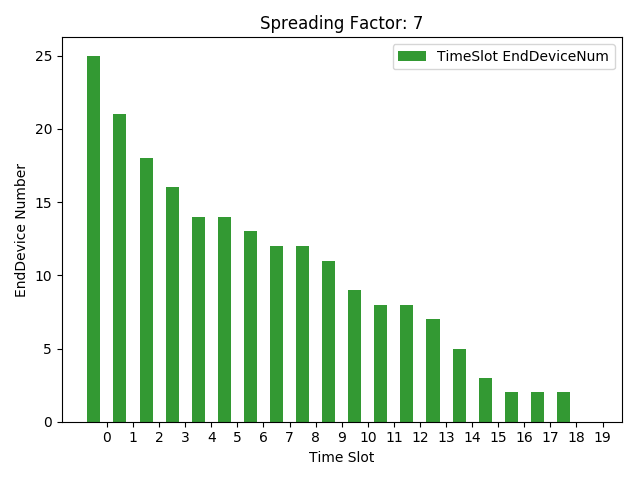 Spreading Factor: 7
TimeSlot EndDeviceNum
EndDevice Number
25
20
15
10
5
0
0 1 2 3 4 5 6 7 8 9 10 11 12 13 14 15 16 17 18 19
Time Slot